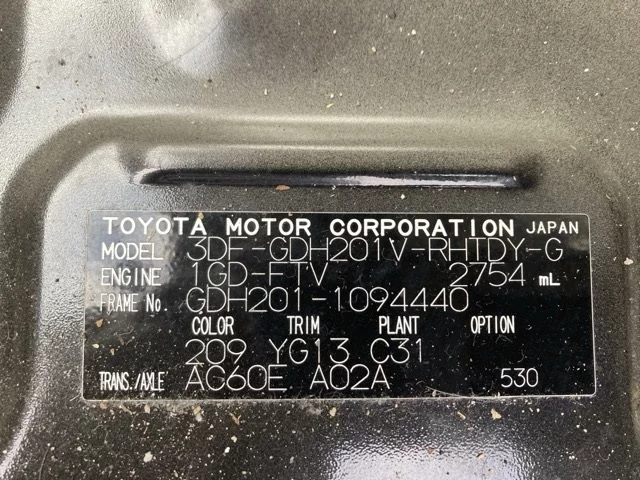 TOYOTA MOTOR CORPORATION JAPAN
MODEL 3DF-GDH201V-RHTDY-G
ENGINE 1GD-FTV 2754 mL
FRAME No. GDH201-1094440
COLOR TRIM PLANT OPTION
209 YG13 C31
TRANS./AXLE AG60E A02A 530